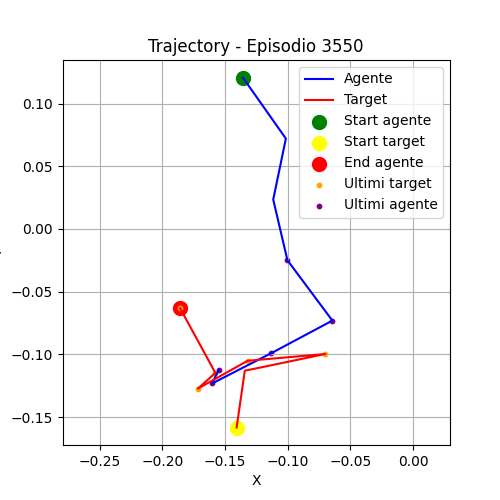 Trajectory - Episodio 3550
Agente
Target
Start agente
Start target
End agente
Ultimi target
Ultimi agente
0.10
0.05
0.00
−0.05
−0.10
−0.15
−0.25
−0.20
−0.15
−0.10
−0.05
0.00
X